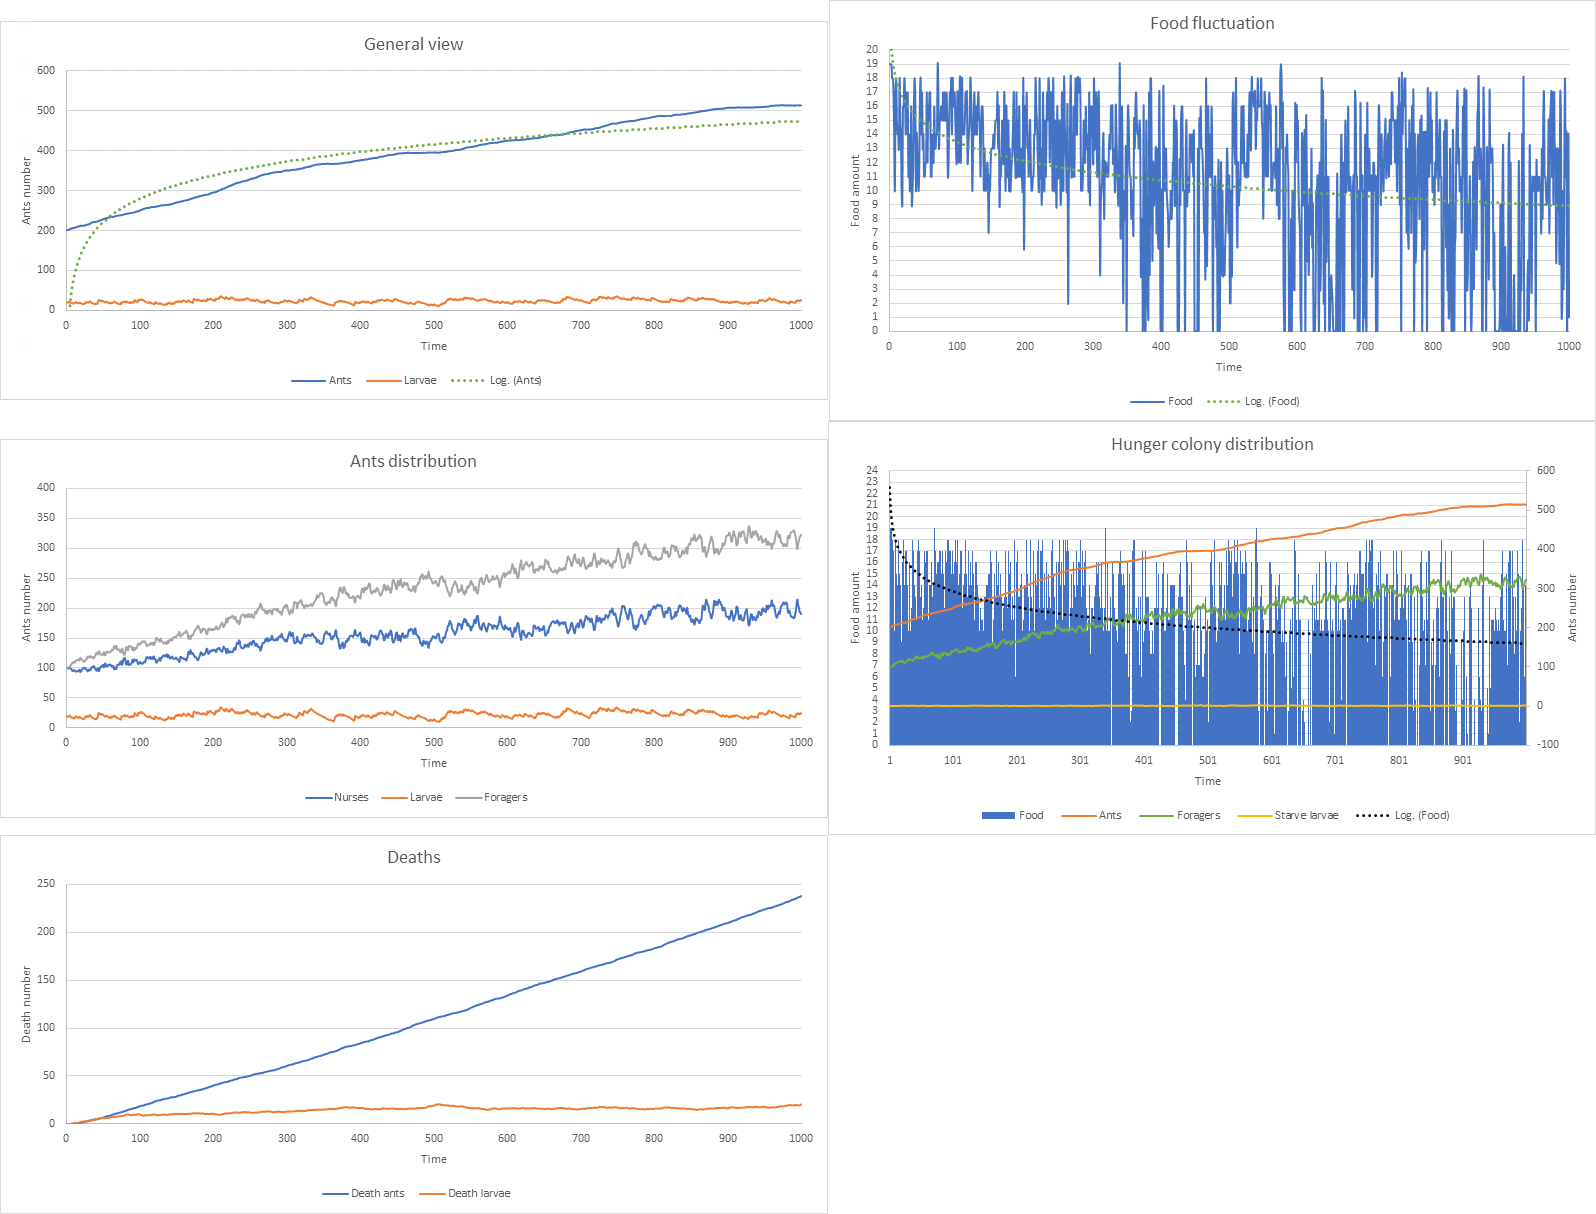 General view
600
500
400
300
200
100
0
Ants number
0 100 200 300 400 500 600 700 800 900 1000
Time
Ants Larvae Log. (Ants)
Food fluctuation
20
19
18
17
16
15
14
13
12
11
10
9
8
7
6
5
4
3
2
1
0
Food amount
0 100 200 300 400 500 600 700 800 900 1000
Time
Food Log. (Food)
Ants distribution
400
350
300
250
200
150
100
50
0
Ants number
0 100 200 300 400 500 600 700 800 900 1000
Time
Nurses Larvae Foragers
Hunger colony distribution
24
23
22
21
20
19
18
17
16
15
14
13
12
11
10
9
8
7
6
5
4
3
2
1
0
Food amount
600
500
400
300
200
100
0
-100
Ants number
1 101 201 301 401 501 601 701 801 901
Time
Food Ants Foragers Starve larvae Log. (Food)
Deaths
250
200
150
100
50
0
Death number
0 100 200 300 400 500 600 700 800 900 1000
Time
Death ants Death larvae